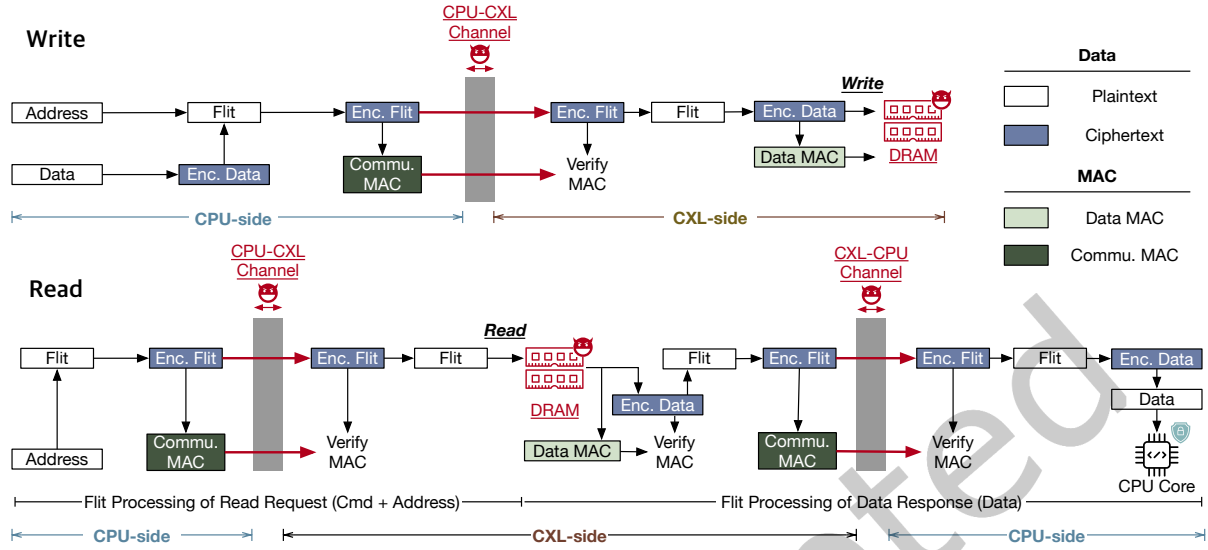 Write
CPU-CXL
Channel
Address
Flit
Enc. Flit
Enc. Flit
Flit
Enc. Data
Write
Data
Enc. Data
Commu.
MAC
Verify
MAC
Data MAC
DRAM
CPU-side
CXL-side
Data
Plaintext
Ciphertext
MAC
Data MAC
Commu. MAC
Read
CPU-CXL
Channel
CXL-CPU
Channel
Flit
Enc. Flit
Enc. Flit
Flit
Read
DRAM
Flit
Enc. Flit
Enc. Flit
Flit
Enc. Data
Enc. Data
Data
Address
Commu.
MAC
Verify
MAC
Data MAC
Verify
MAC
Commu.
MAC
Verify
MAC
CPU Core
Flit Processing of Read Request (Cmd + Address)
Flit Processing of Data Response (Data)
CPU-side
CXL-side
CPU-side